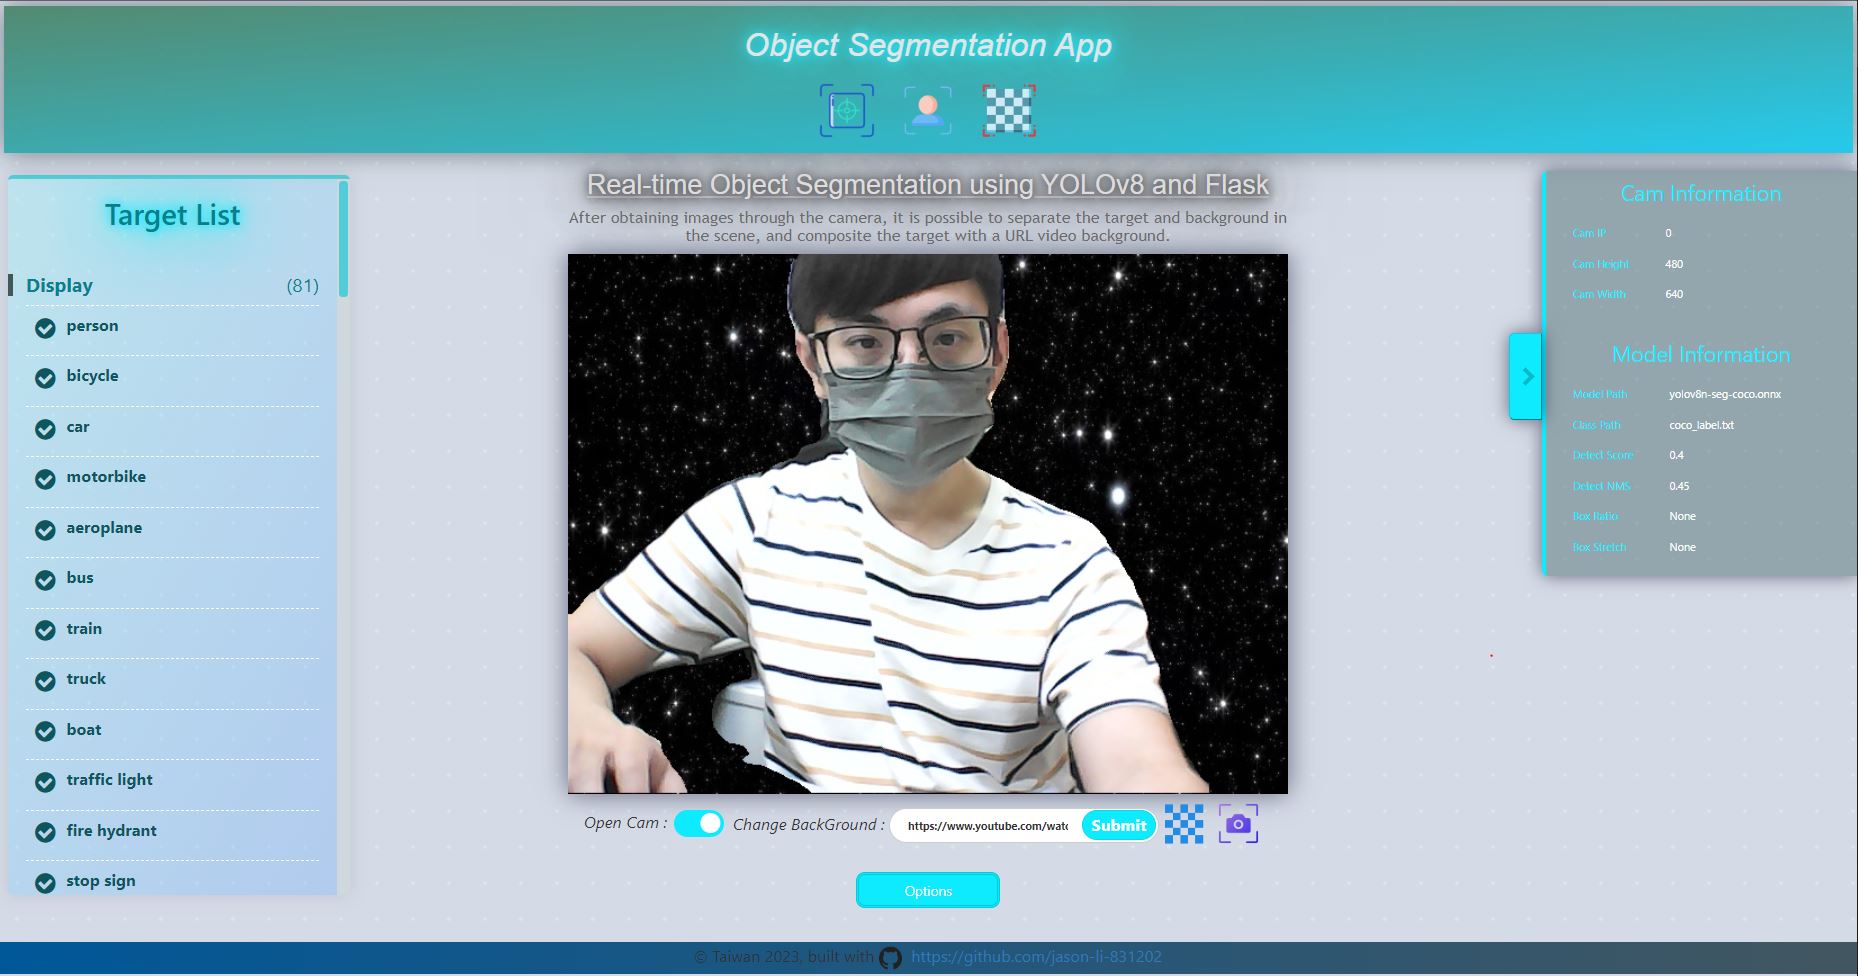 Object Segmentation App
Target List
Display (81)
person
bicycle
car
motorbike
aeroplane
bus
train
truck
boat
traffic light
fire hydrant
stop sign
Real-time Object Segmentation using YOLOv8 and Flask
After obtaining images through the camera, it is possible to separate the target and background in
the scene, and composite the target with a URL video background.
Open Cam :
Change BackGround :
https://www.youtube.com/watc
Submit
Options
Cam Information
Cam IP 0
Cam Height 480
Cam Width 640
Model Information
Model Path yolov8n-seg-coco.onnx
Class Path coco_label.txt
Detect Score 0.4
Detect NMS 0.45
Box Ratio None
Box Stretch None
© Taiwan 2023, built with https://github.com/jason-li-831202